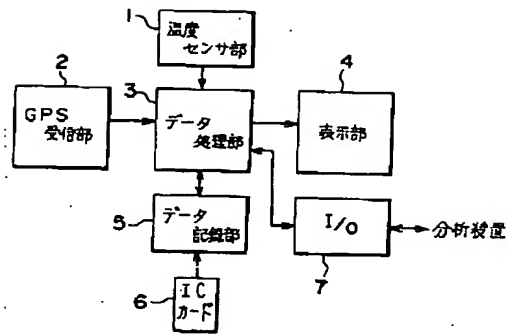 1
温度
センサ部
2
GPS
受信部
3
データ
処理部
4
表示部
5
データ
記録部
6
IC
カード
I/O
7
分析装置